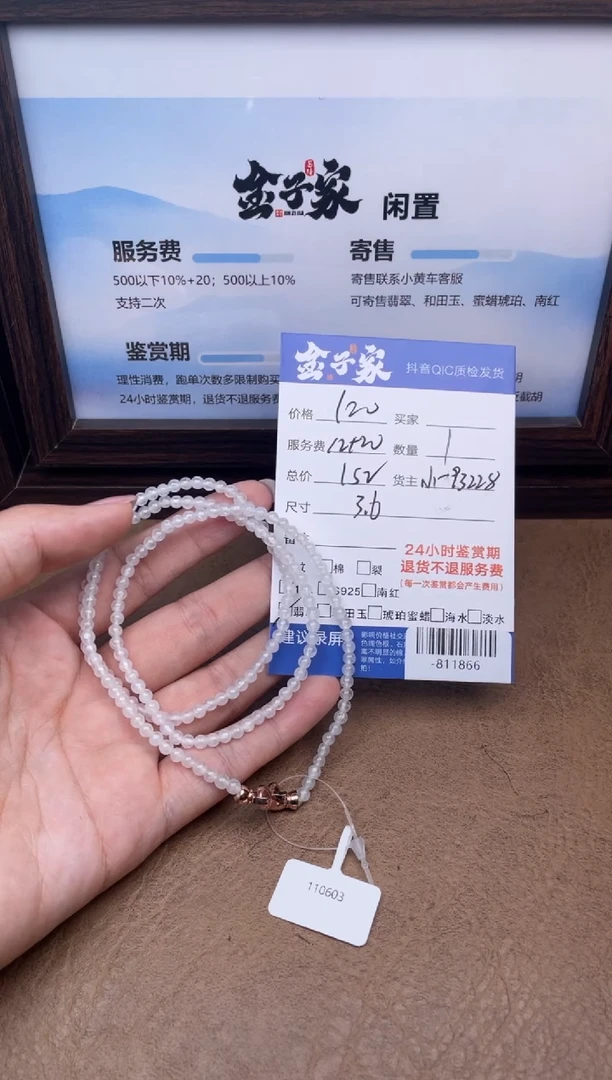 金子家 闲置
服务费
500以下10%+20；500以上10%
支持二次
寄售
寄售联系小黄车客服
可寄售翡翠、和田玉、蜜蜡琥珀、南红
鉴赏期
理性消费，跑单次数多限制购买
24小时鉴赏期，退货不退服务费
金子家 抖音QIC质检发货
价格 120 买家
服务费 12+20 数量 1
总价 152 货主 小-93228
尺寸 3.6
24小时鉴赏期
退货不退服务费
(每一次鉴赏都会产生费用)
棉 裂
S925 南红
田玉 琥珀蜜蜡 海水 淡水
建议录屏
-811866
110603